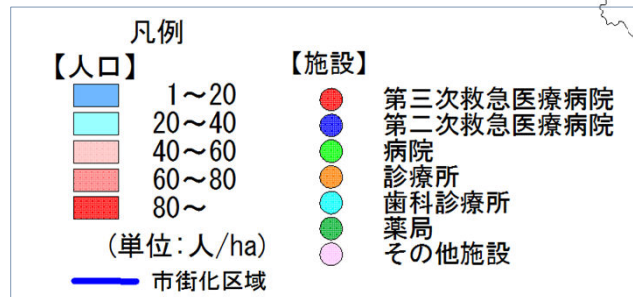 凡例
【人口】
1～20
20～40
40～60
60～80
80～
(単位：人/ha)
市街化区域
【施設】
第三次救急医療病院
第二次救急医療病院
病院
診療所
歯科診療所
薬局
その他施設